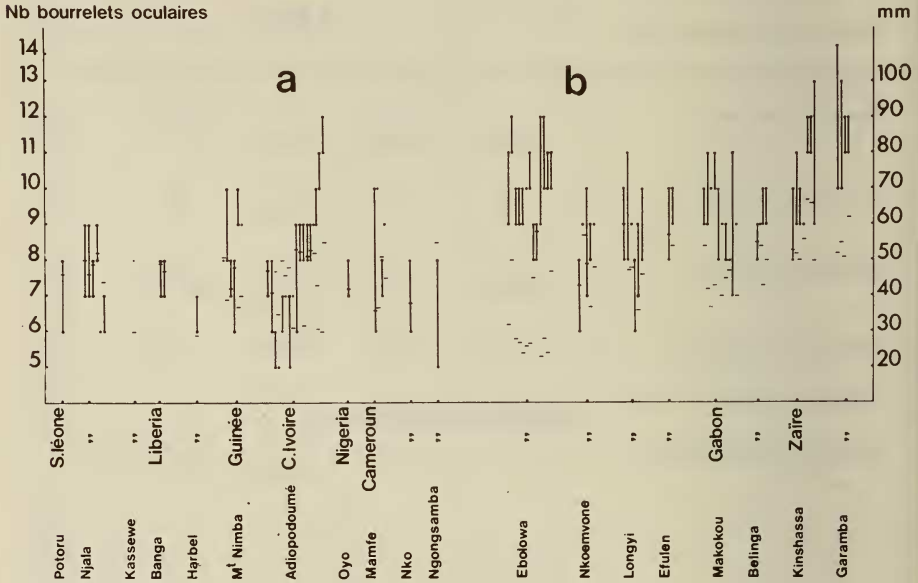 Nb bourrelets oculaires
mm
a
b
14
13
12
11
10
9
8
7
6
5
100
90
80
70
60
50
40
30
20
S.léone
,,
,,
Liberia
,,
Guinée
C.Ivoire
Nigeria
Cameroun
,,
,,
,,
,,
,,
,,
Gabon
,,
Zaïre
,,
Potoru
Njala
Kassewe
Banga
Harbel
Mt Nimba
Adiopodoumé
Oyo
Mamfe
Nko
Ngongsamba
Ebolowa
Nkoemvone
Longyi
Efulen
Makokou
Belinga
Kinshassa
Garamba